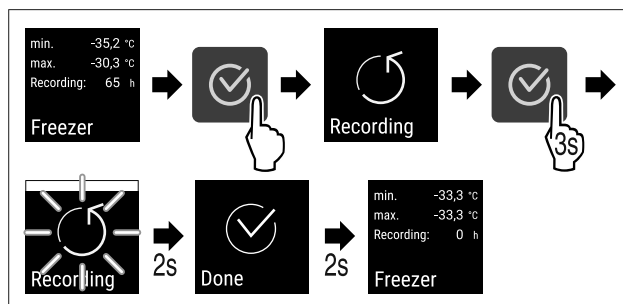 min. -35,2 °C
max. -30,3 °C
Recording: 65 h
Freezer
Recording
3s
Recording
2s
Done
2s
min. -33,3 °C
max. -33,3 °C
Recording: 0 h
Freezer